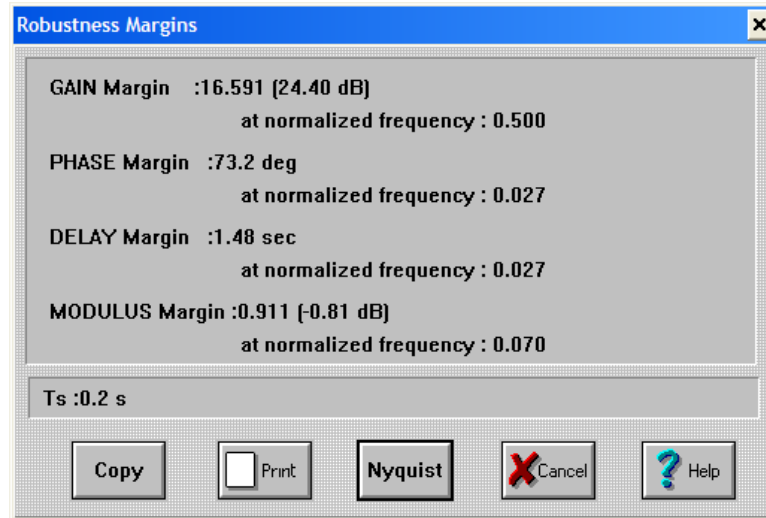 Robustness Margins
GAIN Margin :16.591 (24.40 dB)
at normalized frequency : 0.500
PHASE Margin :73.2 deg
at normalized frequency : 0.027
DELAY Margin :1.48 sec
at normalized frequency : 0.027
MODULUS Margin :0.911 (-0.81 dB)
at normalized frequency : 0.070
Ts :0.2 s
Copy Print Nyquist Cancel Help